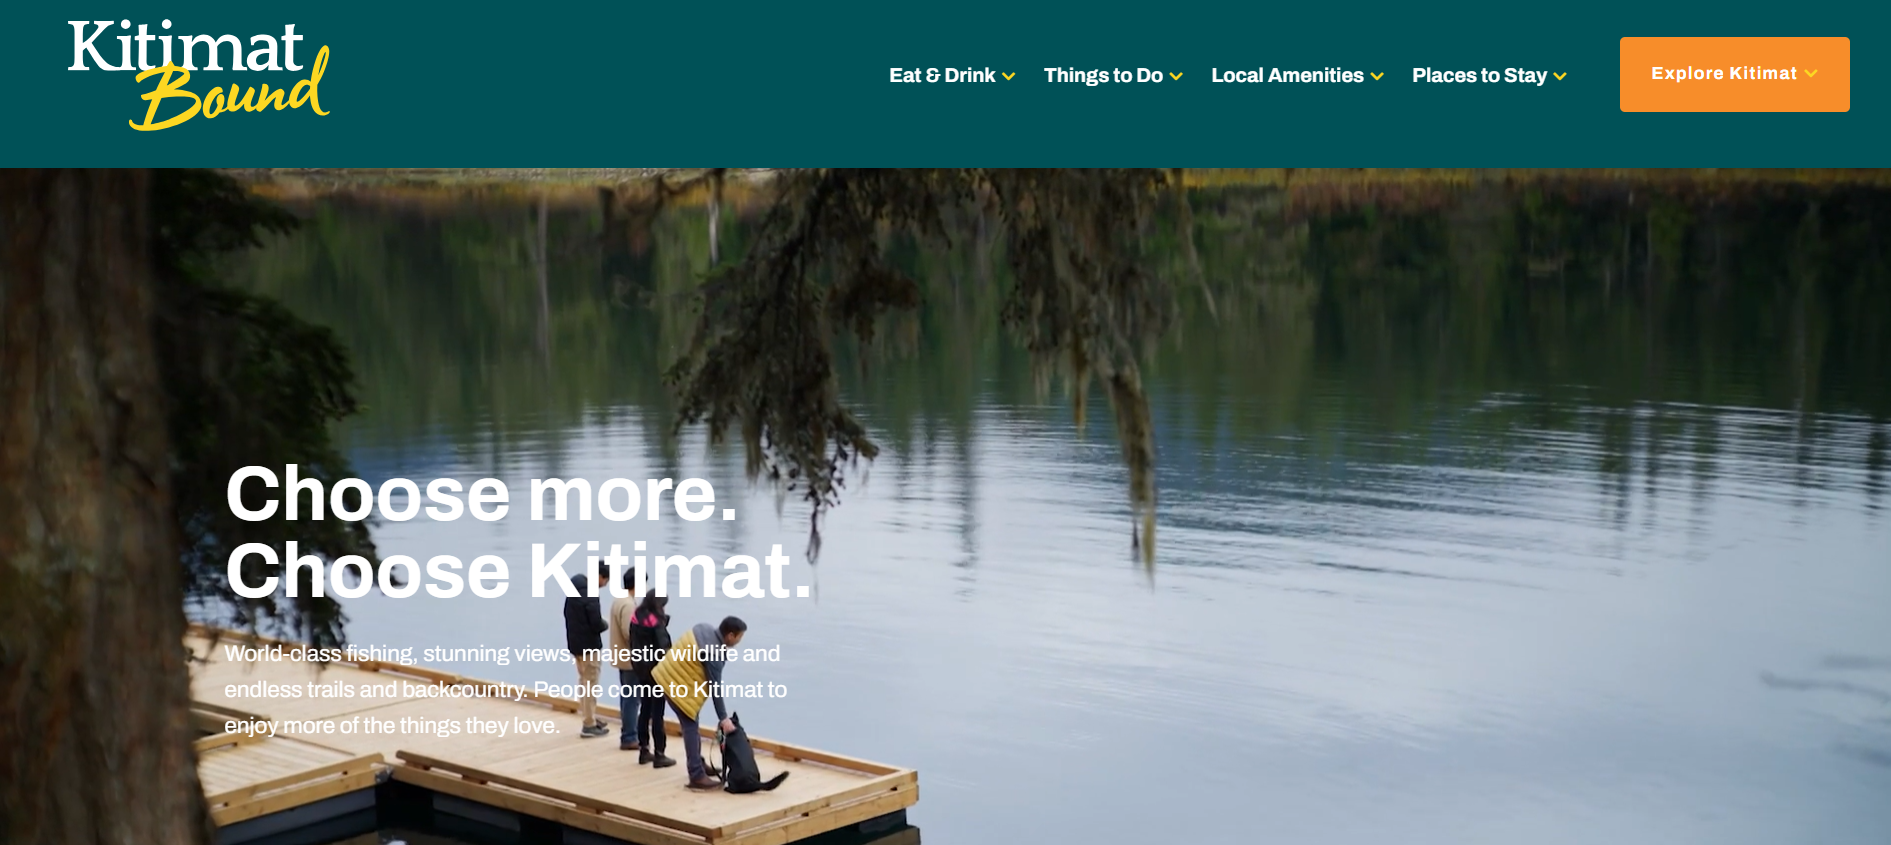 Kitimat
Bound
Eat & Drink
Things to Do
Local Amenities
Places to Stay
Explore Kitimat
Choose more.
Choose Kitimat.
World-class fishing, stunning views, majestic wildlife and
endless trails and backcountry. People come to Kitimat to
enjoy more of the things they love.